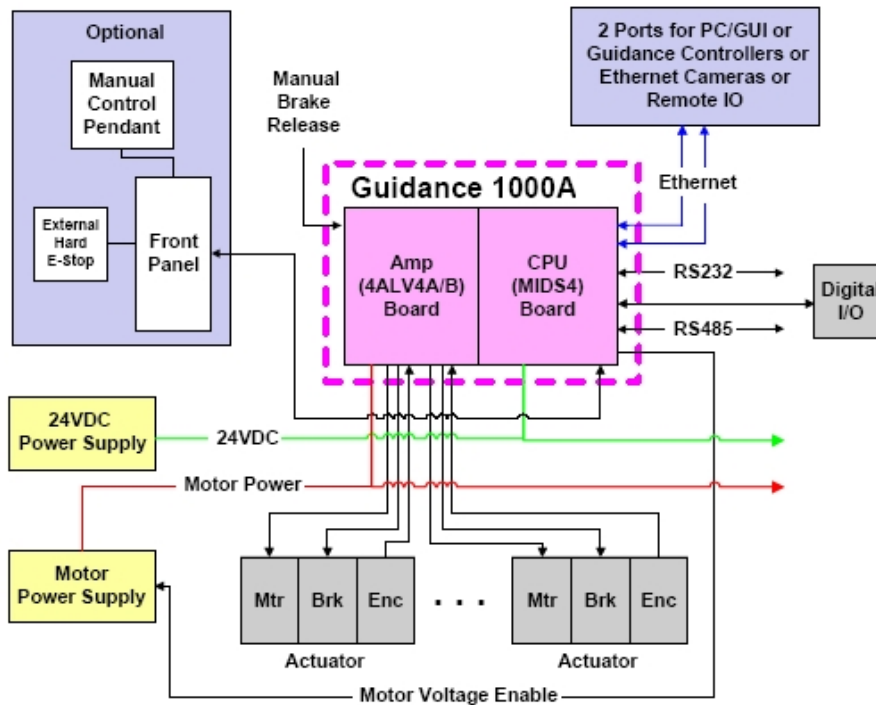 Optional
Manual
Control
Pendant
External
Hard
E-Stop
Front
Panel
Manual
Brake
Release
2 Ports for PC/GUI or
Guidance Controllers or
Ethernet Cameras or
Remote IO
Ethernet
Guidance 1000A
Amp
(4ALV4A/B)
Board
CPU
(MIDS4)
Board
RS232
RS485
Digital
I/O
24VDC
Power Supply
24VDC
Motor Power
Motor
Power Supply
Mtr
Brk
Enc
. . .
Mtr
Brk
Enc
Actuator
Actuator
Motor Voltage Enable